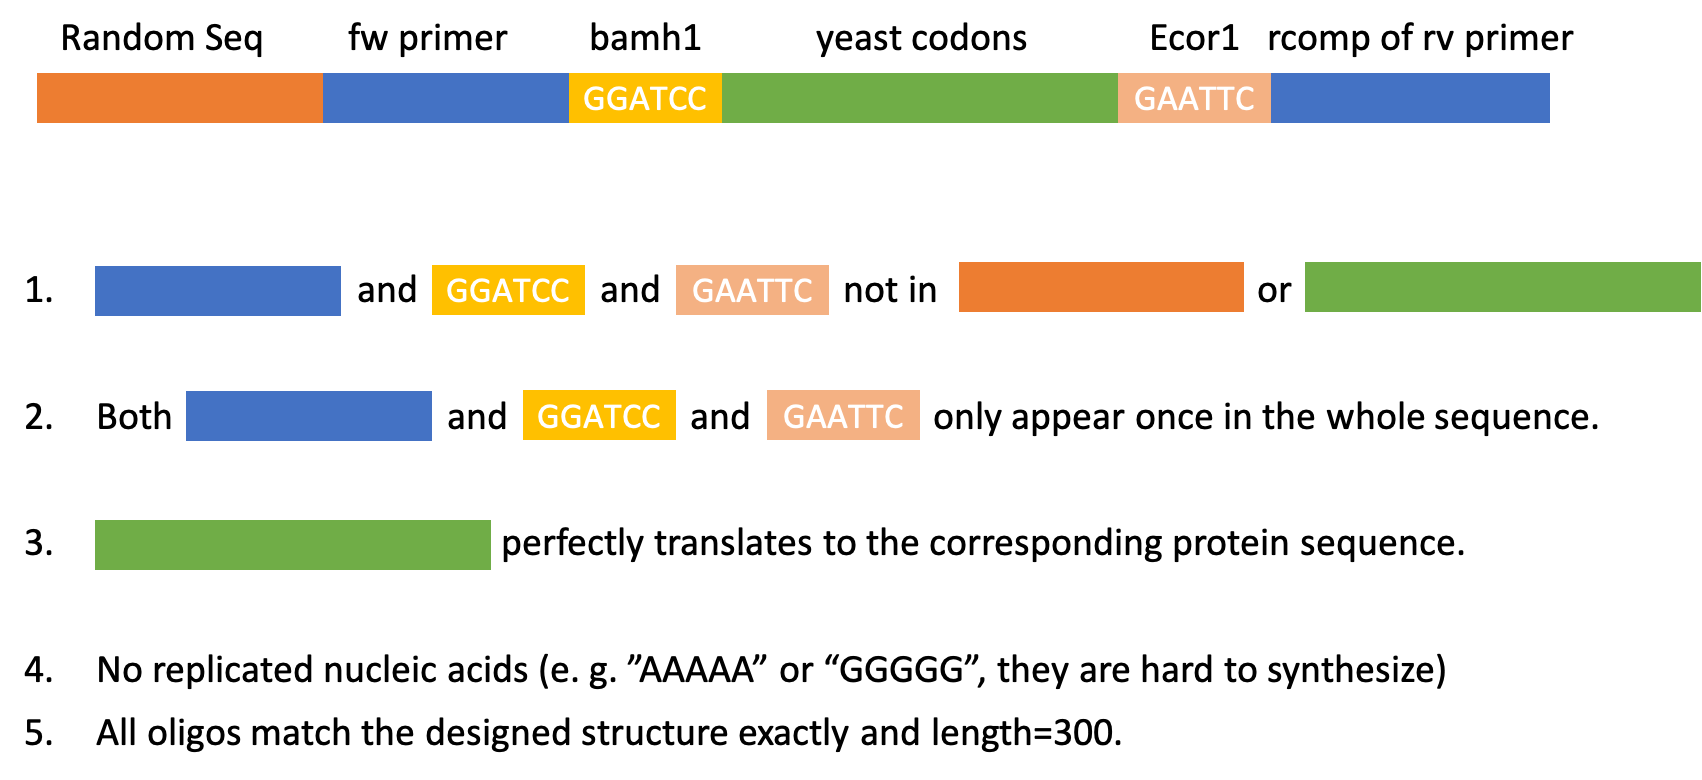 Random Seq fw primer bamh1 yeast codons Ecor1 rcomp of rv primer
GGATCC GAATTC
1. and GGATCC and GAATTC not in or
2. Both and GGATCC and GAATTC only appear once in the whole sequence.
3. perfectly translates to the corresponding protein sequence.
4. No replicated nucleic acids (e. g. ”AAAAA” or “GGGGG”, they are hard to synthesize)
5. All oligos match the designed structure exactly and length=300.